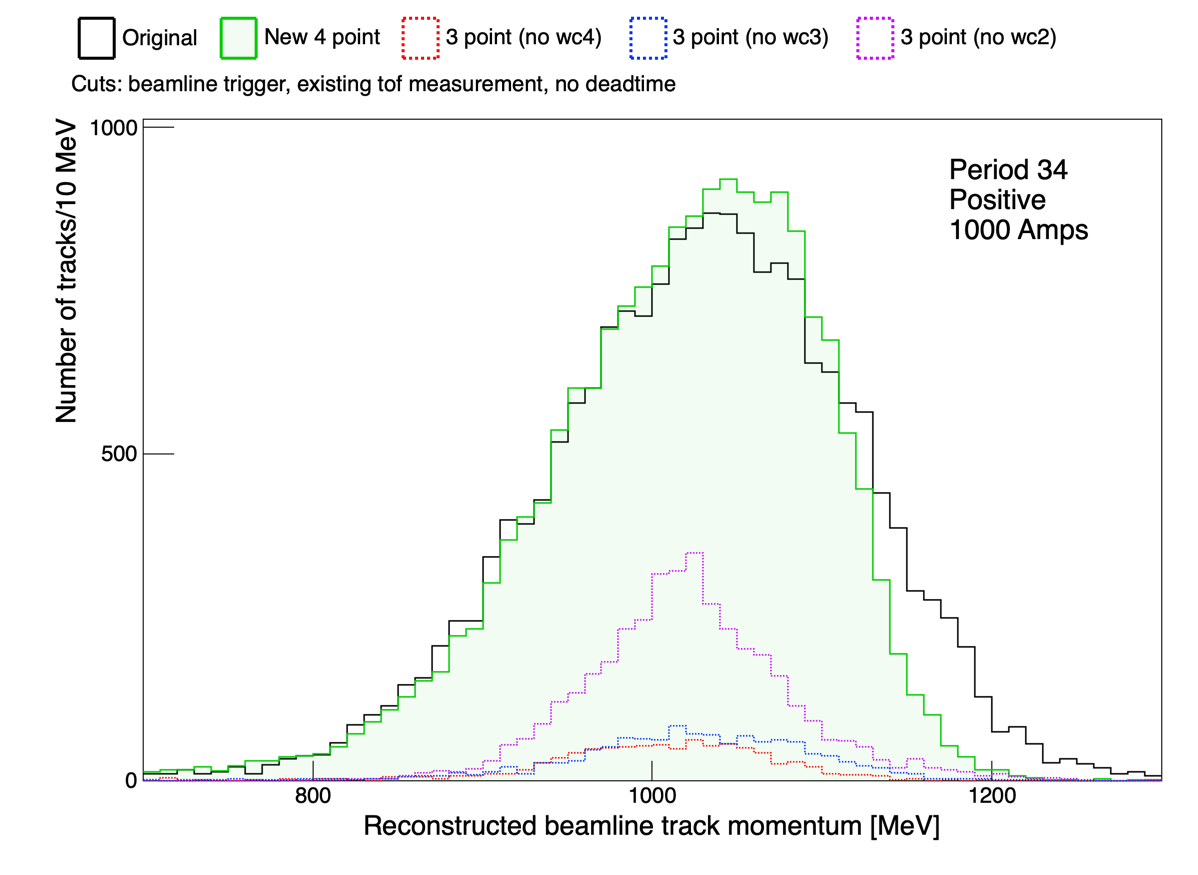 Original New 4 point 3 point (no wc4) 3 point (no wc3) 3 point (no wc2)
Cuts: beamline trigger, existing tof measurement, no deadtime
Number of tracks/10 MeV
1000
500
0
Period 34
Positive
1000 Amps
800 1000 1200
Reconstructed beamline track momentum [MeV]